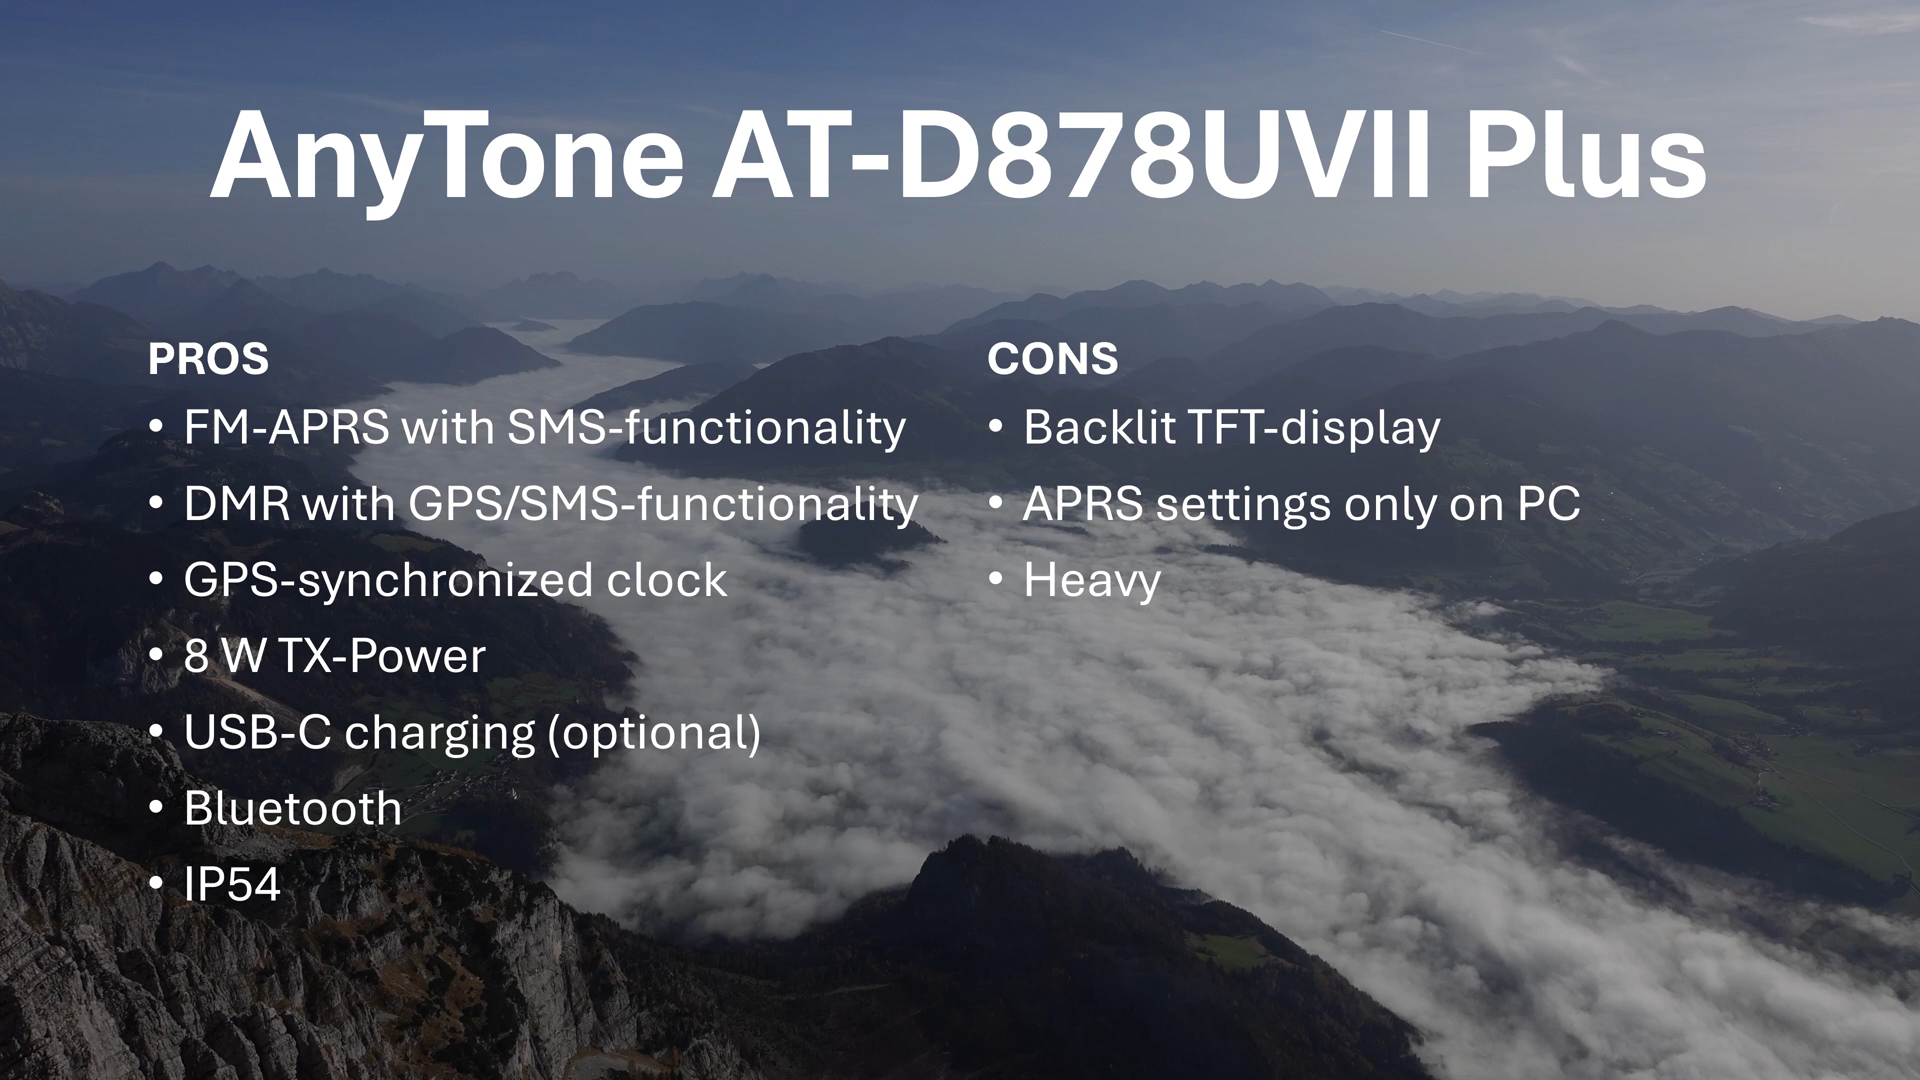 AnyTone AT-D878UVII Plus
PROS
• FM-APRS with SMS-functionality
• DMR with GPS/SMS-functionality
• GPS-synchronized clock
• 8 W TX-Power
• USB-C charging (optional)
• Bluetooth
• IP54
CONS
• Backlit TFT-display
• APRS settings only on PC
• Heavy